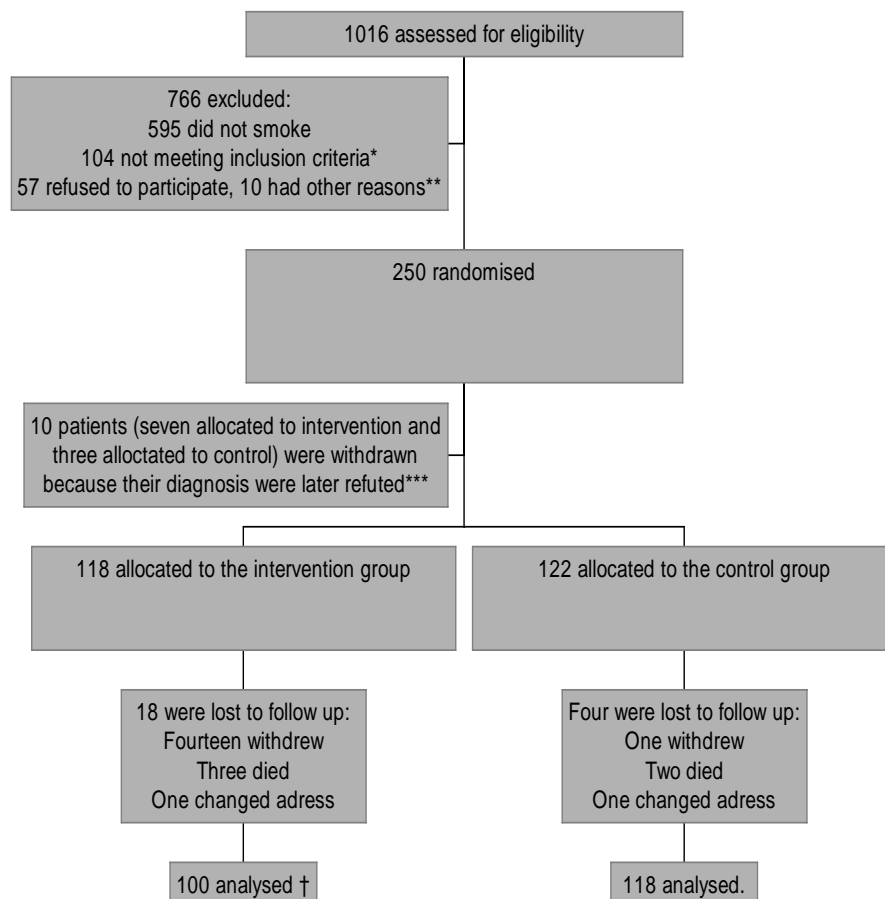 1016 assessed for eligibility
766 excluded:
595 did not smoke
104 not meeting inclusion criteria*
57 refused to participate, 10 had other reasons**
250 randomised
10 patients (seven allocated to intervention and
three alloctated to control) were withdrawn
because their diagnosis were later refuted***
118 allocated to the intervention group
122 allocated to the control group
18 were lost to follow up:
Fourteen withdrew
Three died
One changed adress
Four were lost to follow up:
One withdrew
Two died
One changed adress
100 analysed †
118 analysed.